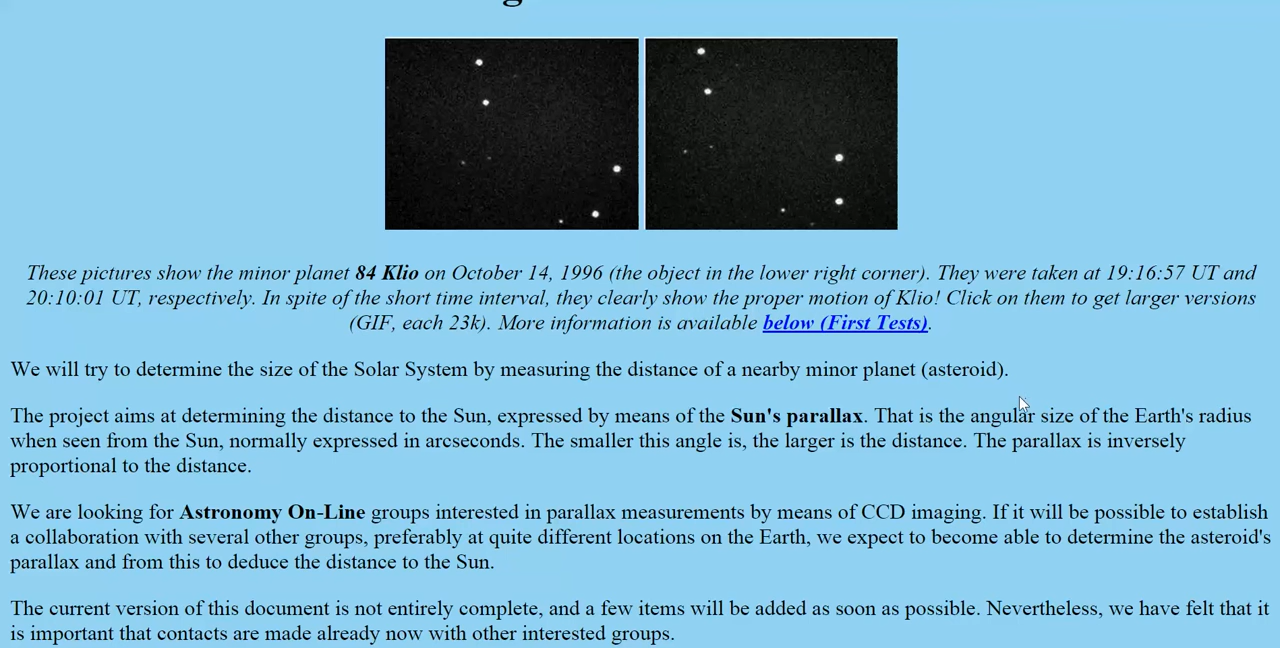 These pictures show the minor planet 84 Klio on October 14, 1996 (the object in the lower right corner). They were taken at 19:16:57 UT and
20:10:01 UT, respectively. In spite of the short time interval, they clearly show the proper motion of Klio! Click on them to get larger versions
(GIF, each 23k). More information is available below (First Tests).
We will try to determine the size of the Solar System by measuring the distance of a nearby minor planet (asteroid).
The project aims at determining the distance to the Sun, expressed by means of the Sun's parallax. That is the angular size of the Earth's radius
when seen from the Sun, normally expressed in arcseconds. The smaller this angle is, the larger is the distance. The parallax is inversely
proportional to the distance.
We are looking for Astronomy On-Line groups interested in parallax measurements by means of CCD imaging. If it will be possible to establish
a collaboration with several other groups, preferably at quite different locations on the Earth, we expect to become able to determine the asteroid's
parallax and from this to deduce the distance to the Sun.
The current version of this document is not entirely complete, and a few items will be added as soon as possible. Nevertheless, we have felt that it
is important that contacts are made already now with other interested groups.